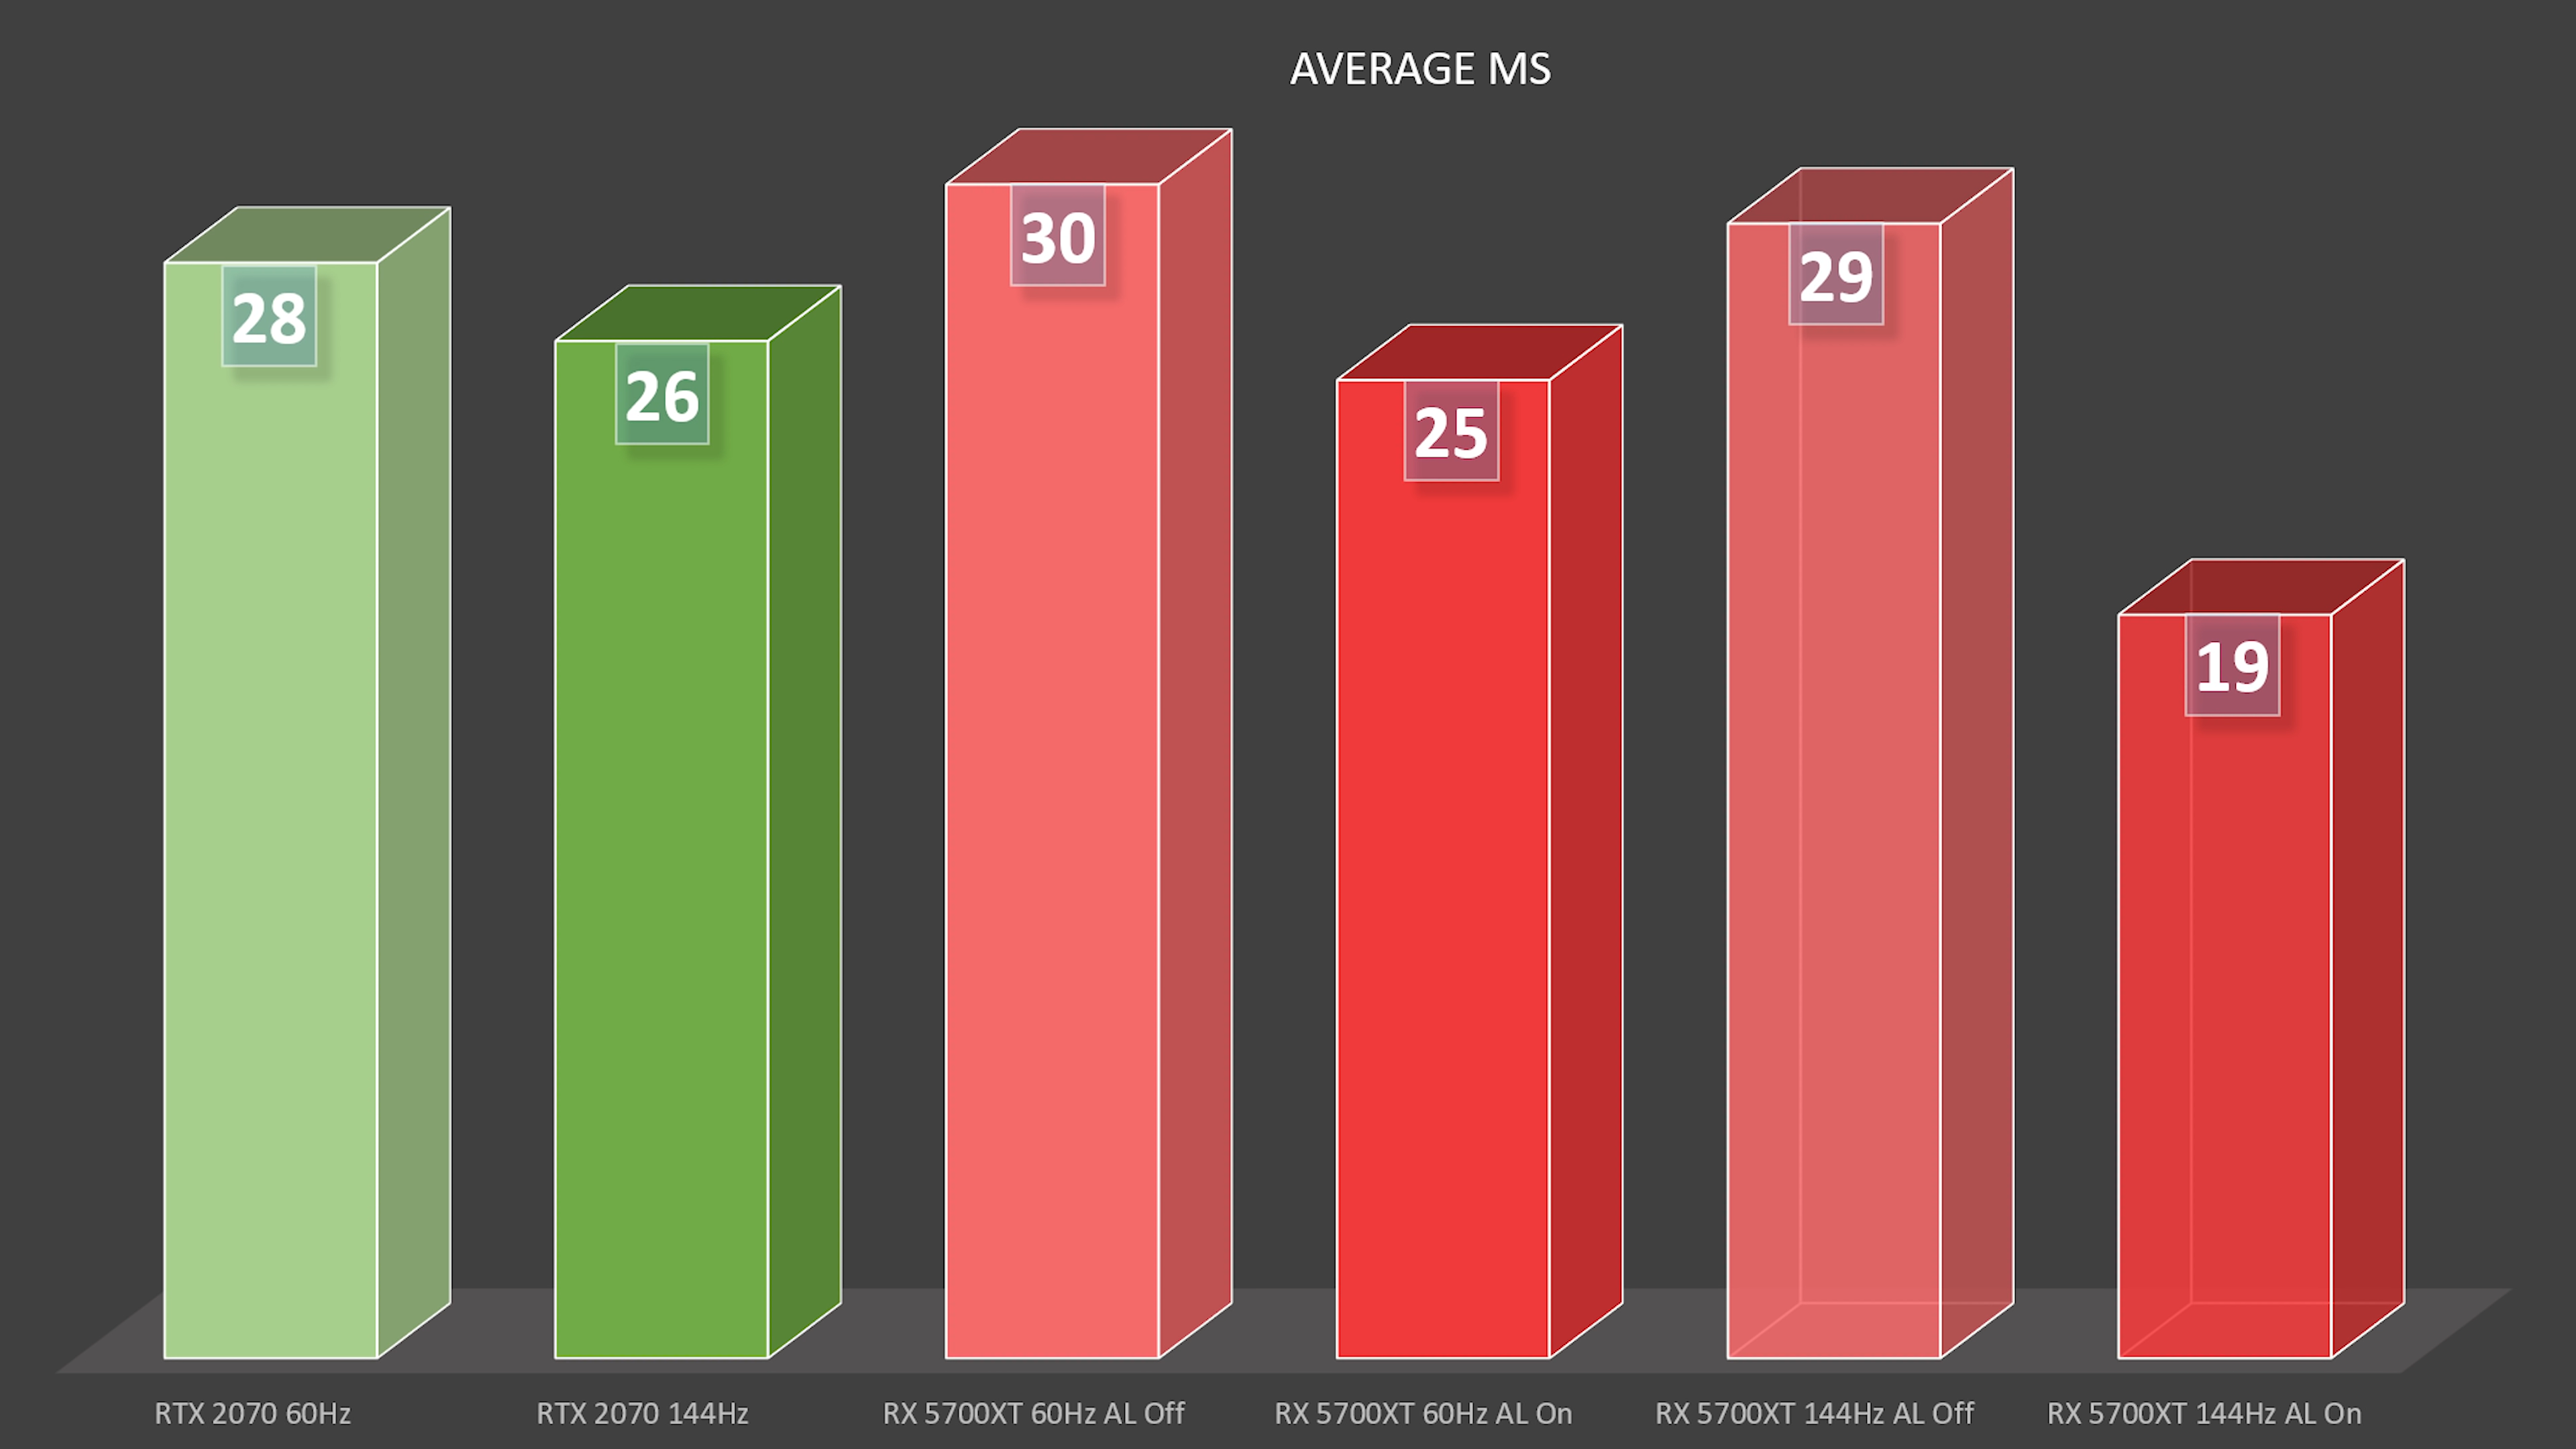 AVERAGE MS
28
26
30
25
29
19
RTX 2070 60Hz
RTX 2070 144Hz
RX 5700XT 60Hz AL Off
RX 5700XT 60Hz AL On
RX 5700XT 144Hz AL Off
RX 5700XT 144Hz AL On